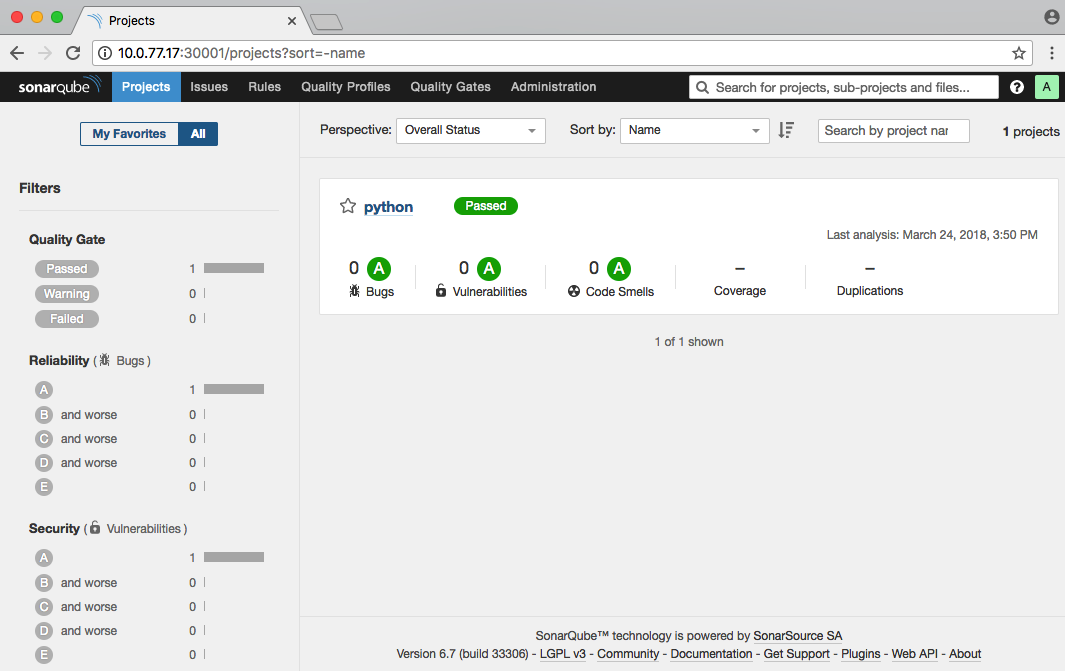 Projects
10.0.77.17:30001/projects?sort=-name
sonarqube Projects Issues Rules Quality Profiles Quality Gates Administration Search for projects, sub-projects and files... ? A
My Favorites All
Perspective: Overall Status Sort by: Name Search by project nar 1 projects
Filters
Quality Gate
Passed 1
Warning 0
Failed 0
Reliability ( Bugs )
A 1
B and worse 0
C and worse 0
D and worse 0
E 0
Security ( Vulnerabilities )
A 1
B and worse 0
C and worse 0
D and worse 0
E 0
python Passed
Last analysis: March 24, 2018, 3:50 PM
0 A 0 A 0 A – –
Bugs Vulnerabilities Code Smells Coverage Duplications
1 of 1 shown
SonarQube™ technology is powered by SonarSource SA
Version 6.7 (build 33306) - LGPL v3 - Community - Documentation - Get Support - Plugins - Web API - About